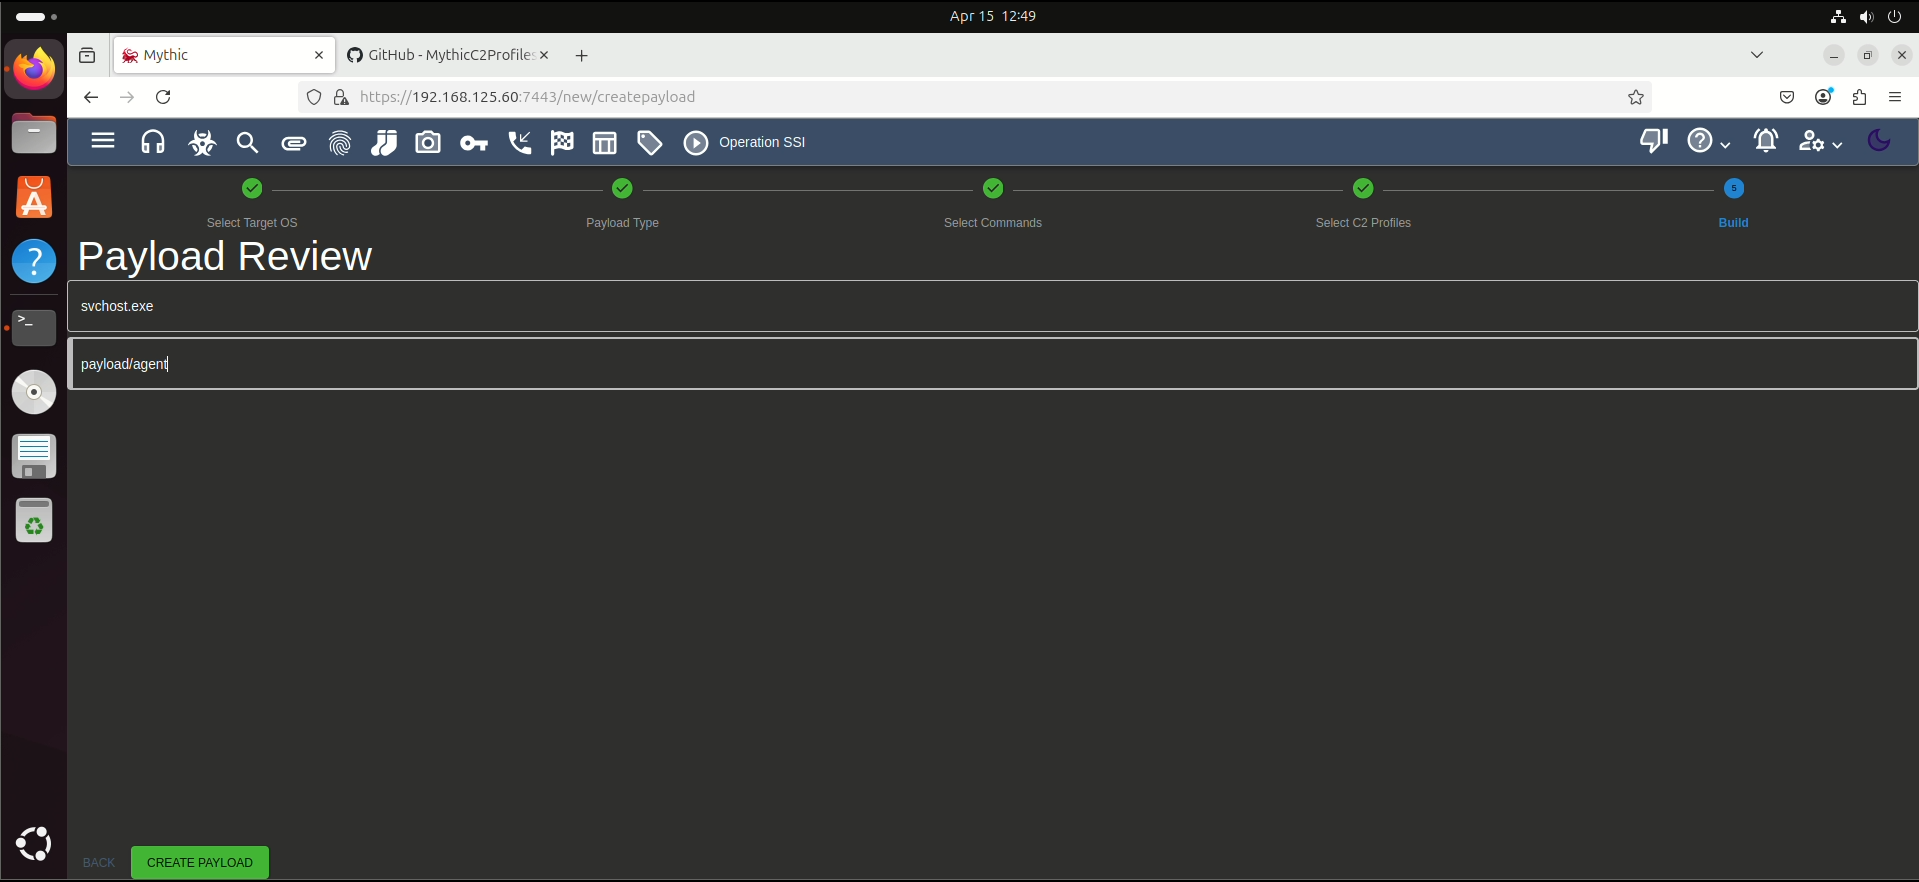 Apr 15 12:49
Mythic
GitHub - MythicC2Profiles
https://192.168.125.60:7443/new/createpayload
Operation SSI
5
Select Target OS
Payload Type
Select Commands
Select C2 Profiles
Build
Payload Review
svchost.exe
payload/agent
BACK
CREATE PAYLOAD